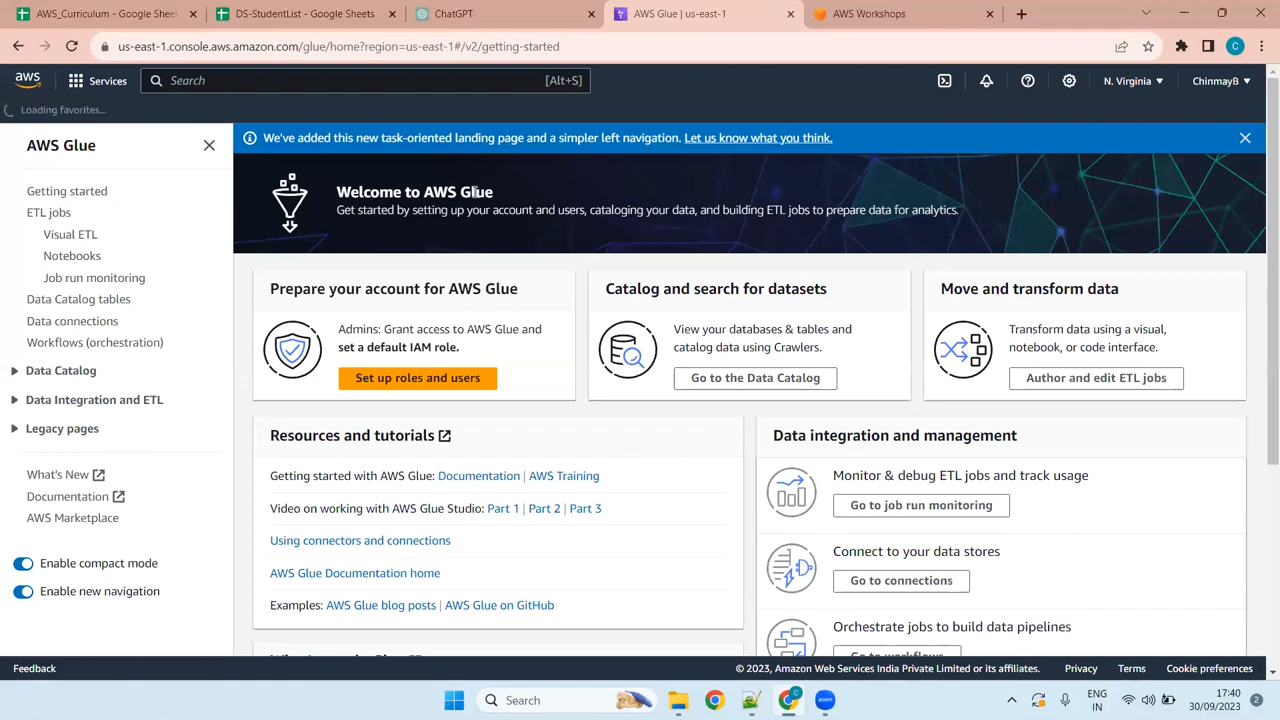 AWS_Curriculum - Google Sheet
DS-StudentList - Google Sheets
ChatGPT
AWS Glue | us-east-1
AWS Workshops
us-east-1.console.aws.amazon.com/glue/home?region=us-east-1#/v2/getting-started
C
aws
Services
Search
[Alt+S]
N. Virginia
ChinmayB
Loading favorites...
AWS Glue
We've added this new task-oriented landing page and a simpler left navigation. Let us know what you think.
Getting started
ETL jobs
Visual ETL
Notebooks
Job run monitoring
Data Catalog tables
Data connections
Workflows (orchestration)
Data Catalog
Data Integration and ETL
Legacy pages
What's New
Documentation
AWS Marketplace
Enable compact mode
Enable new navigation
Welcome to AWS Glue
Get started by setting up your account and users, cataloging your data, and building ETL jobs to prepare data for analytics.
Prepare your account for AWS Glue
Admins: Grant access to AWS Glue and
set a default IAM role.
Set up roles and users
Catalog and search for datasets
View your databases & tables and
catalog data using Crawlers.
Go to the Data Catalog
Move and transform data
Transform data using a visual,
notebook, or code interface.
Author and edit ETL jobs
Resources and tutorials
Getting started with AWS Glue: Documentation | AWS Training
Video on working with AWS Glue Studio: Part 1 | Part 2 | Part 3
Using connectors and connections
AWS Glue Documentation home
Examples: AWS Glue blog posts | AWS Glue on GitHub
Data integration and management
Monitor & debug ETL jobs and track usage
Go to job run monitoring
Connect to your data stores
Go to connections
Orchestrate jobs to build data pipelines
Go to workflows
Feedback
© 2023, Amazon Web Services India Private Limited or its affiliates.
Privacy
Terms
Cookie preferences
Search
C
zoom
ENG
IN
17:40
30/09/2023
2